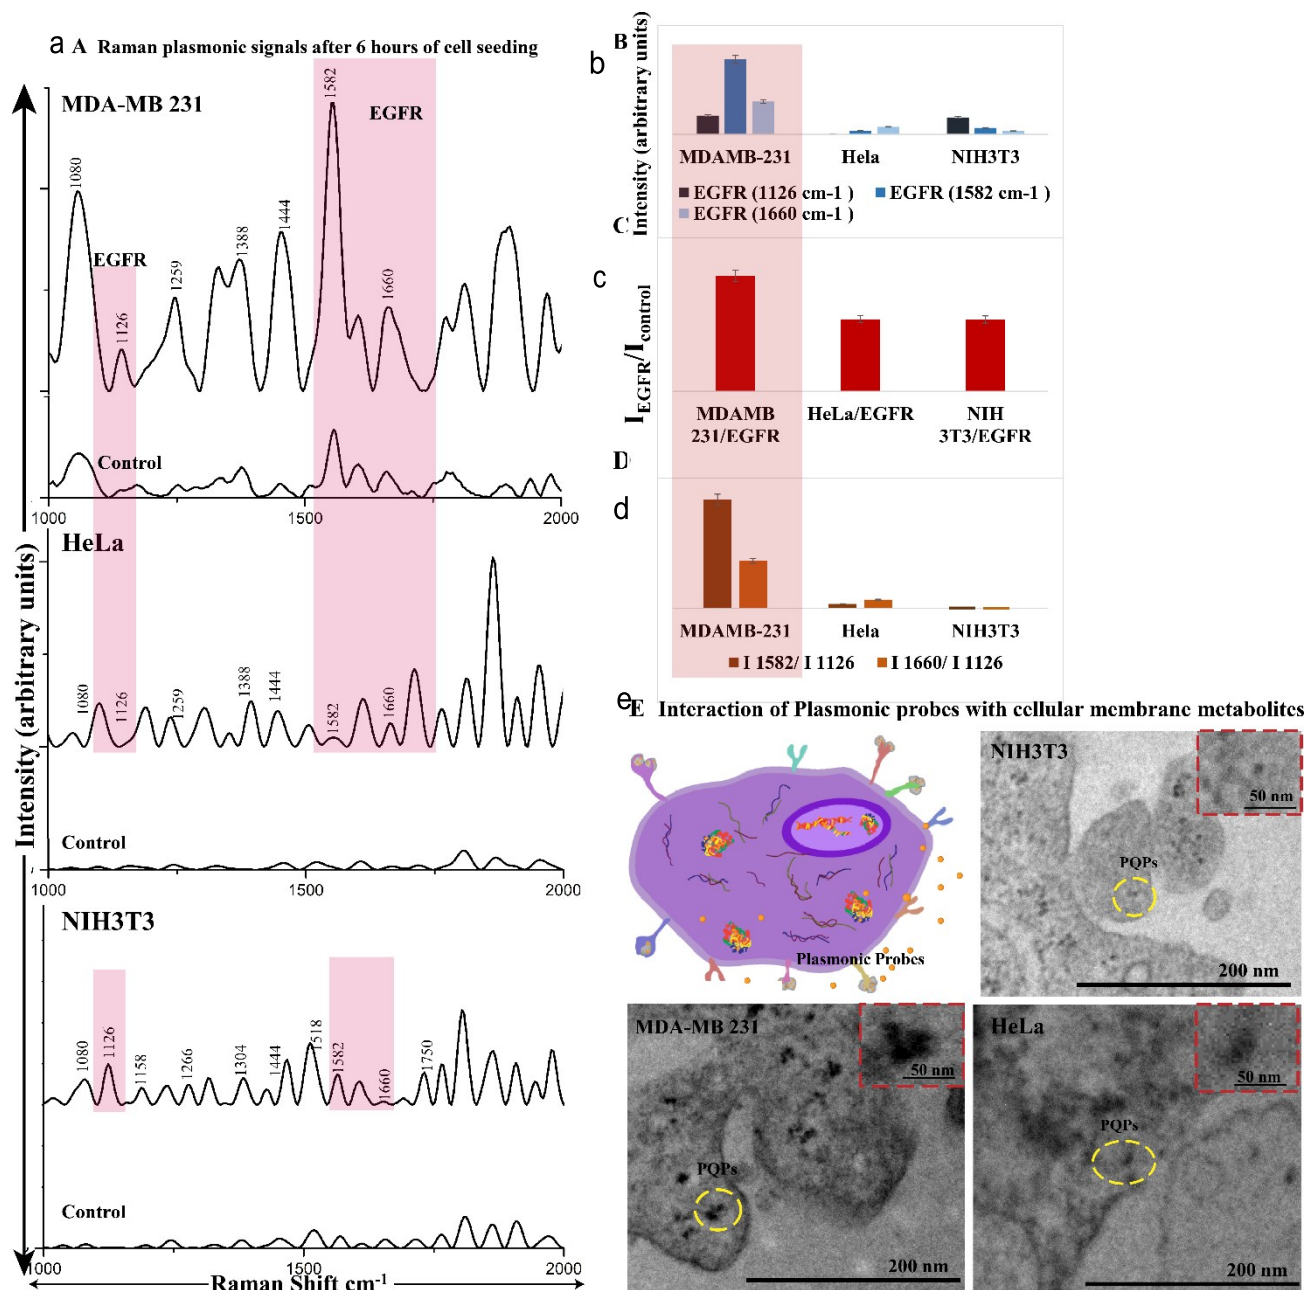 a A Raman plasmonic signals after 6 hours of cell seeding
MDA-MB 231
1080
EGFR
1126
1259
1388
1444
1582
EGFR
1660
Control
1000 1500 2000
HeLa
1080
1126
1259
1388
1444
1582
1660
Control
1000 1500 2000
NIH3T3
1080
1126
1158
1266
1304
1444
1518
1582
1660
1750
Control
1000 1500 2000
Intensity (arbitrary units)
Raman Shift cm-1
B
b
Intensity (arbitrary units)
MDAMB-231 Hela NIH3T3
EGFR (1126 cm-1 ) EGFR (1582 cm-1 )
EGFR (1660 cm-1 )
C
c
IEGFR/Icontrol
MDAMB HeLa/EGFR NIH
231/EGFR 3T3/EGFR
D
d
MDAMB-231 Hela NIH3T3
I 1582/ I 1126 I 1660/ I 1126
e E Interaction of Plasmonic probes with cellular membrane metabolites
Plasmonic Probes
NIH3T3
50 nm
PQPs
200 nm
MDA-MB 231
50 nm
PQPs
200 nm
HeLa
50 nm
PQPs
200 nm